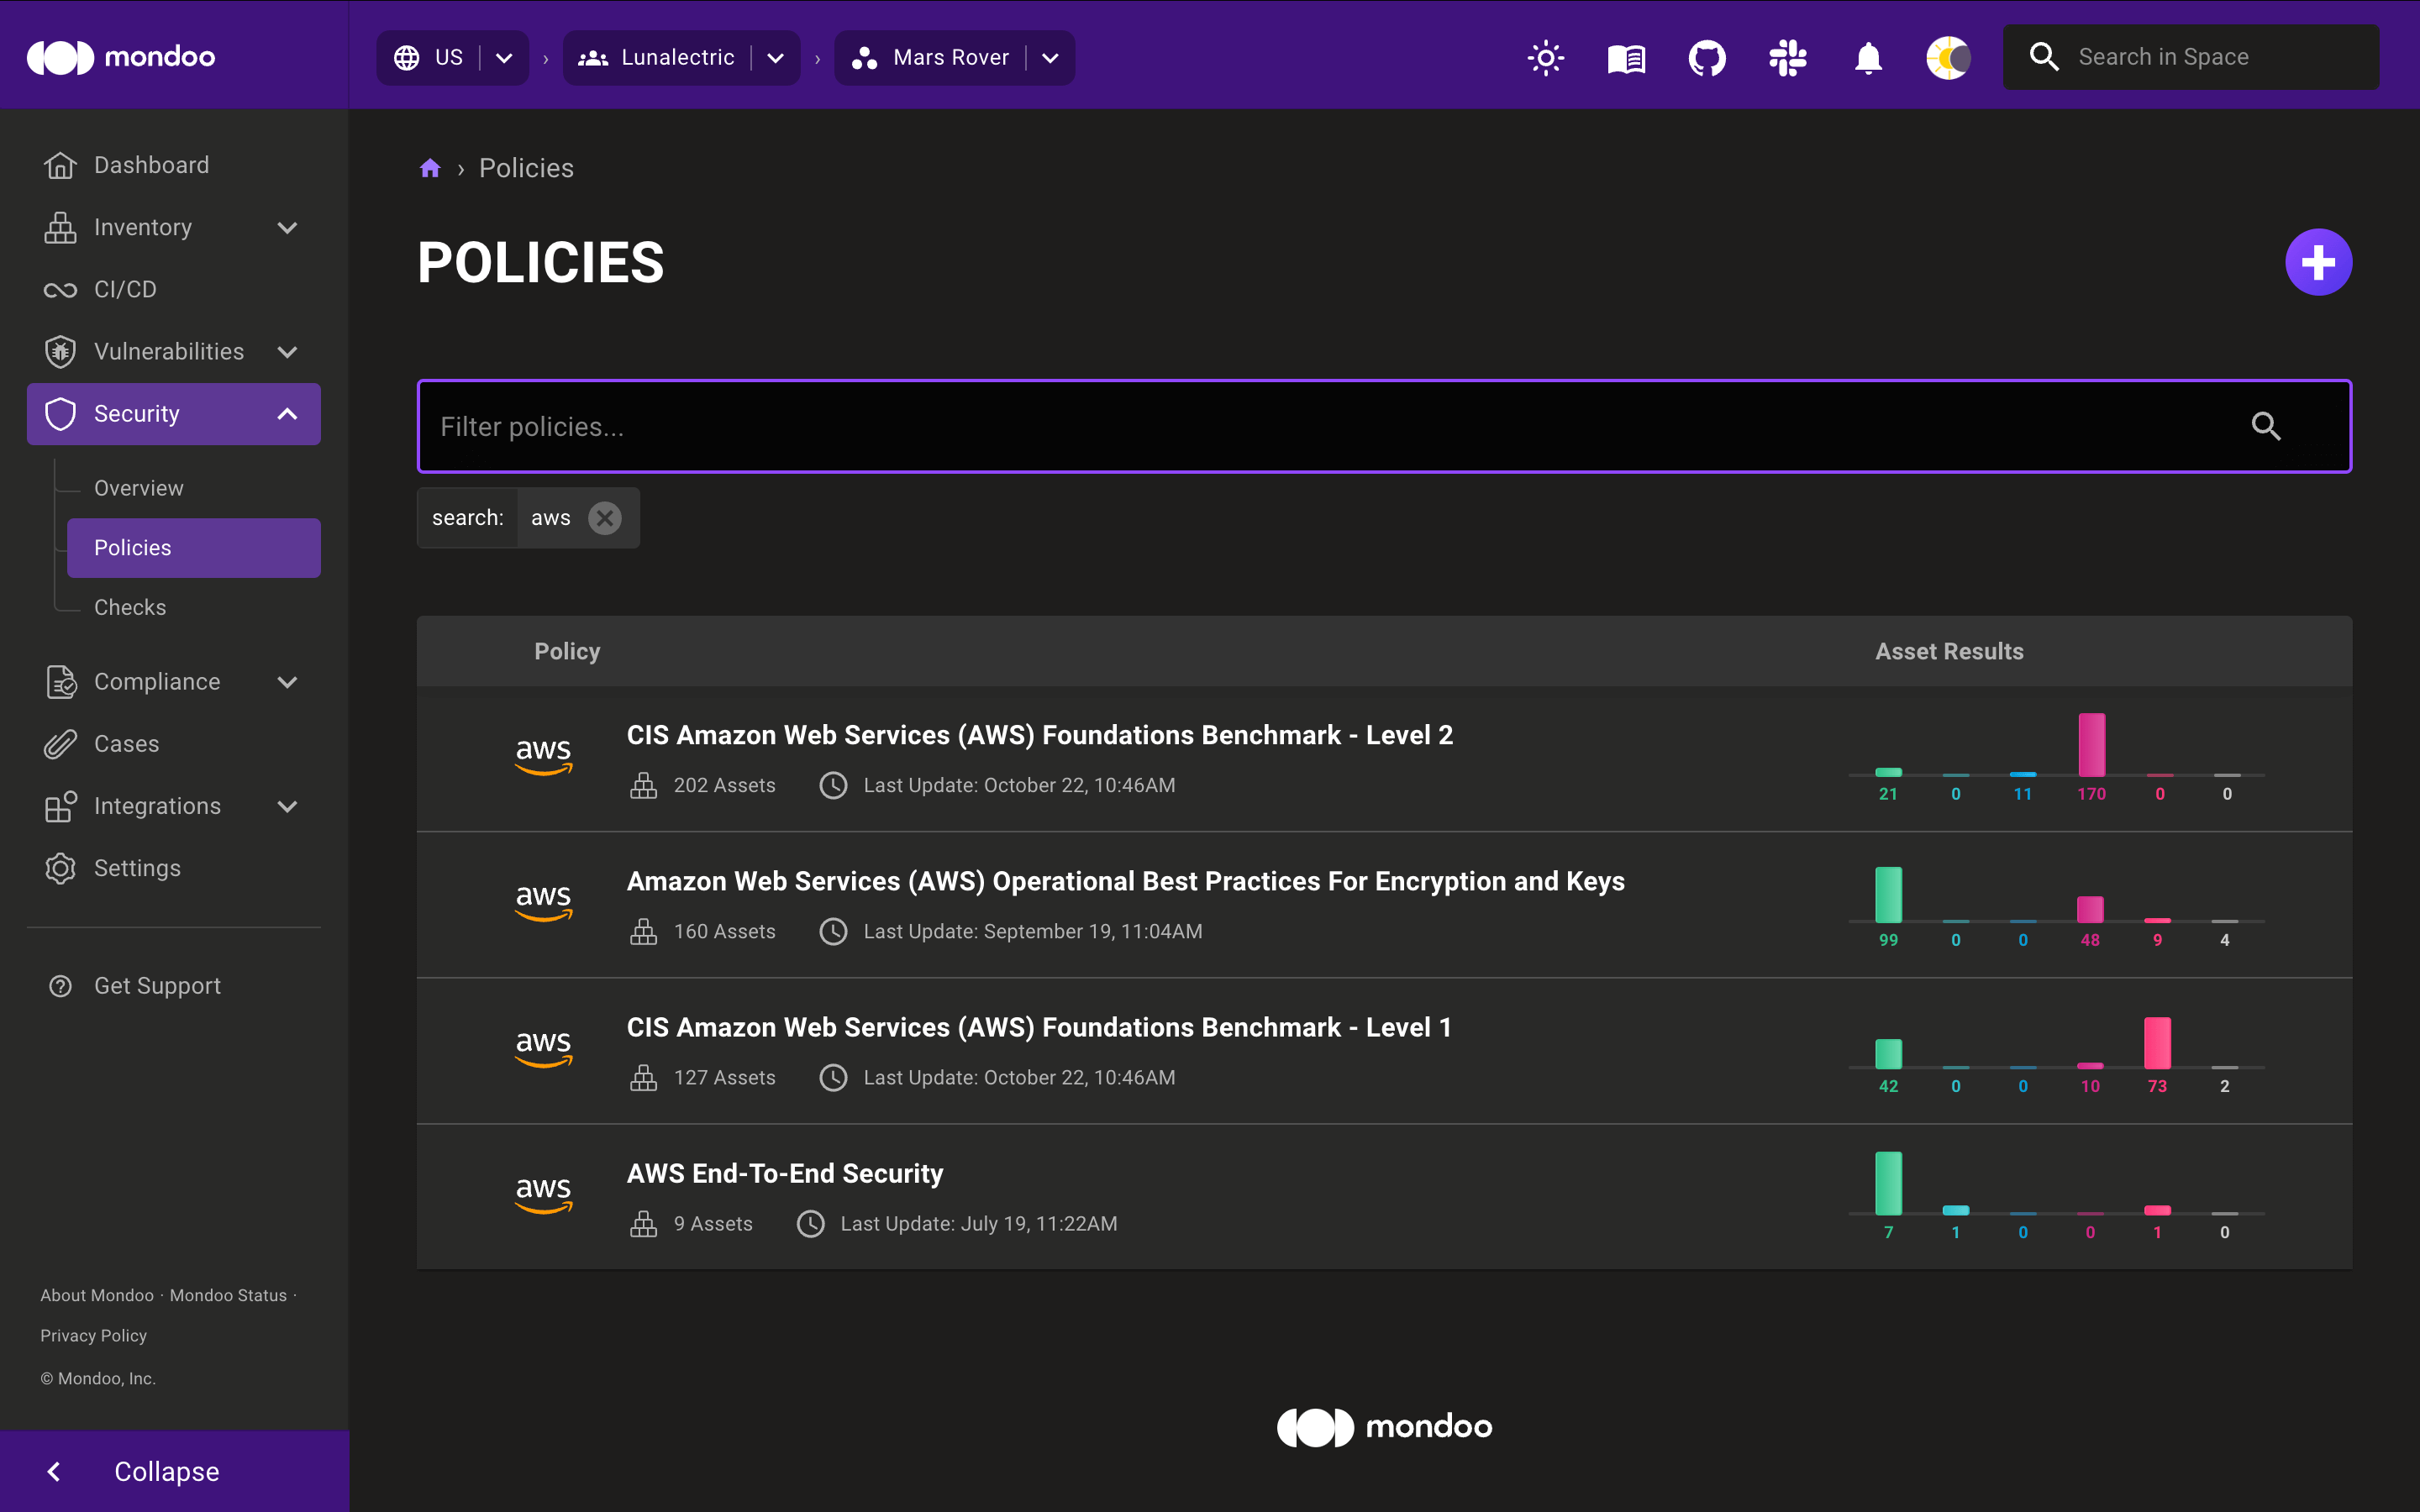 mondoo
US
Lunalectric
Mars Rover
Search in Space
Dashboard
Inventory
CI/CD
Vulnerabilities
Security
Overview
Policies
Checks
Compliance
Cases
Integrations
Settings
Get Support
About Mondoo · Mondoo Status ·
Privacy Policy
© Mondoo, Inc.
Collapse
› Policies
POLICIES
Filter policies...
search: aws
Policy Asset Results
aws
CIS Amazon Web Services (AWS) Foundations Benchmark - Level 2
202 Assets Last Update: October 22, 10:46AM
21 0 11 170 0 0
aws
Amazon Web Services (AWS) Operational Best Practices For Encryption and Keys
160 Assets Last Update: September 19, 11:04AM
99 0 0 48 9 4
aws
CIS Amazon Web Services (AWS) Foundations Benchmark - Level 1
127 Assets Last Update: October 22, 10:46AM
42 0 0 10 73 2
aws
AWS End-To-End Security
9 Assets Last Update: July 19, 11:22AM
7 1 0 0 1 0
mondoo